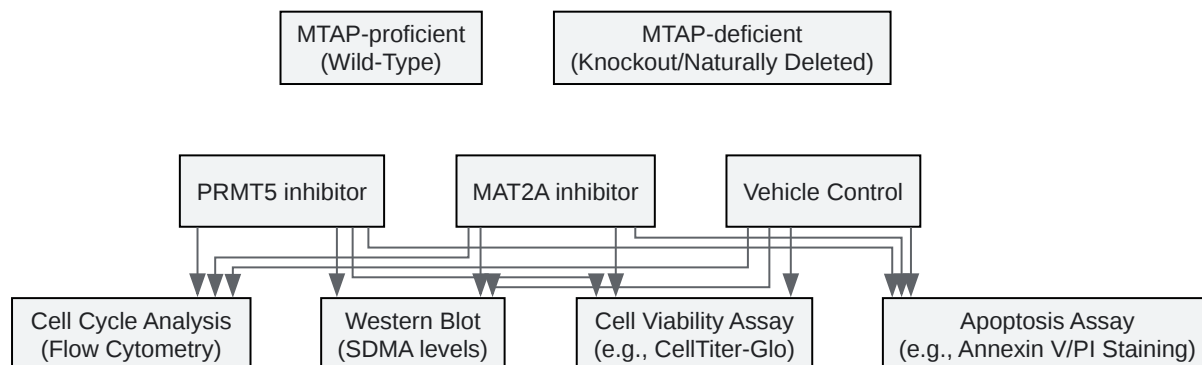 MTAP-proficient
(Wild-Type)
MTAP-deficient
(Knockout/Naturally Deleted)
PRMT5 inhibitor
MAT2A inhibitor
Vehicle Control
Cell Cycle Analysis
(Flow Cytometry)
Western Blot
(SDMA levels)
Cell Viability Assay
(e.g., CellTiter-Glo)
Apoptosis Assay
(e.g., Annexin V/PI Staining)